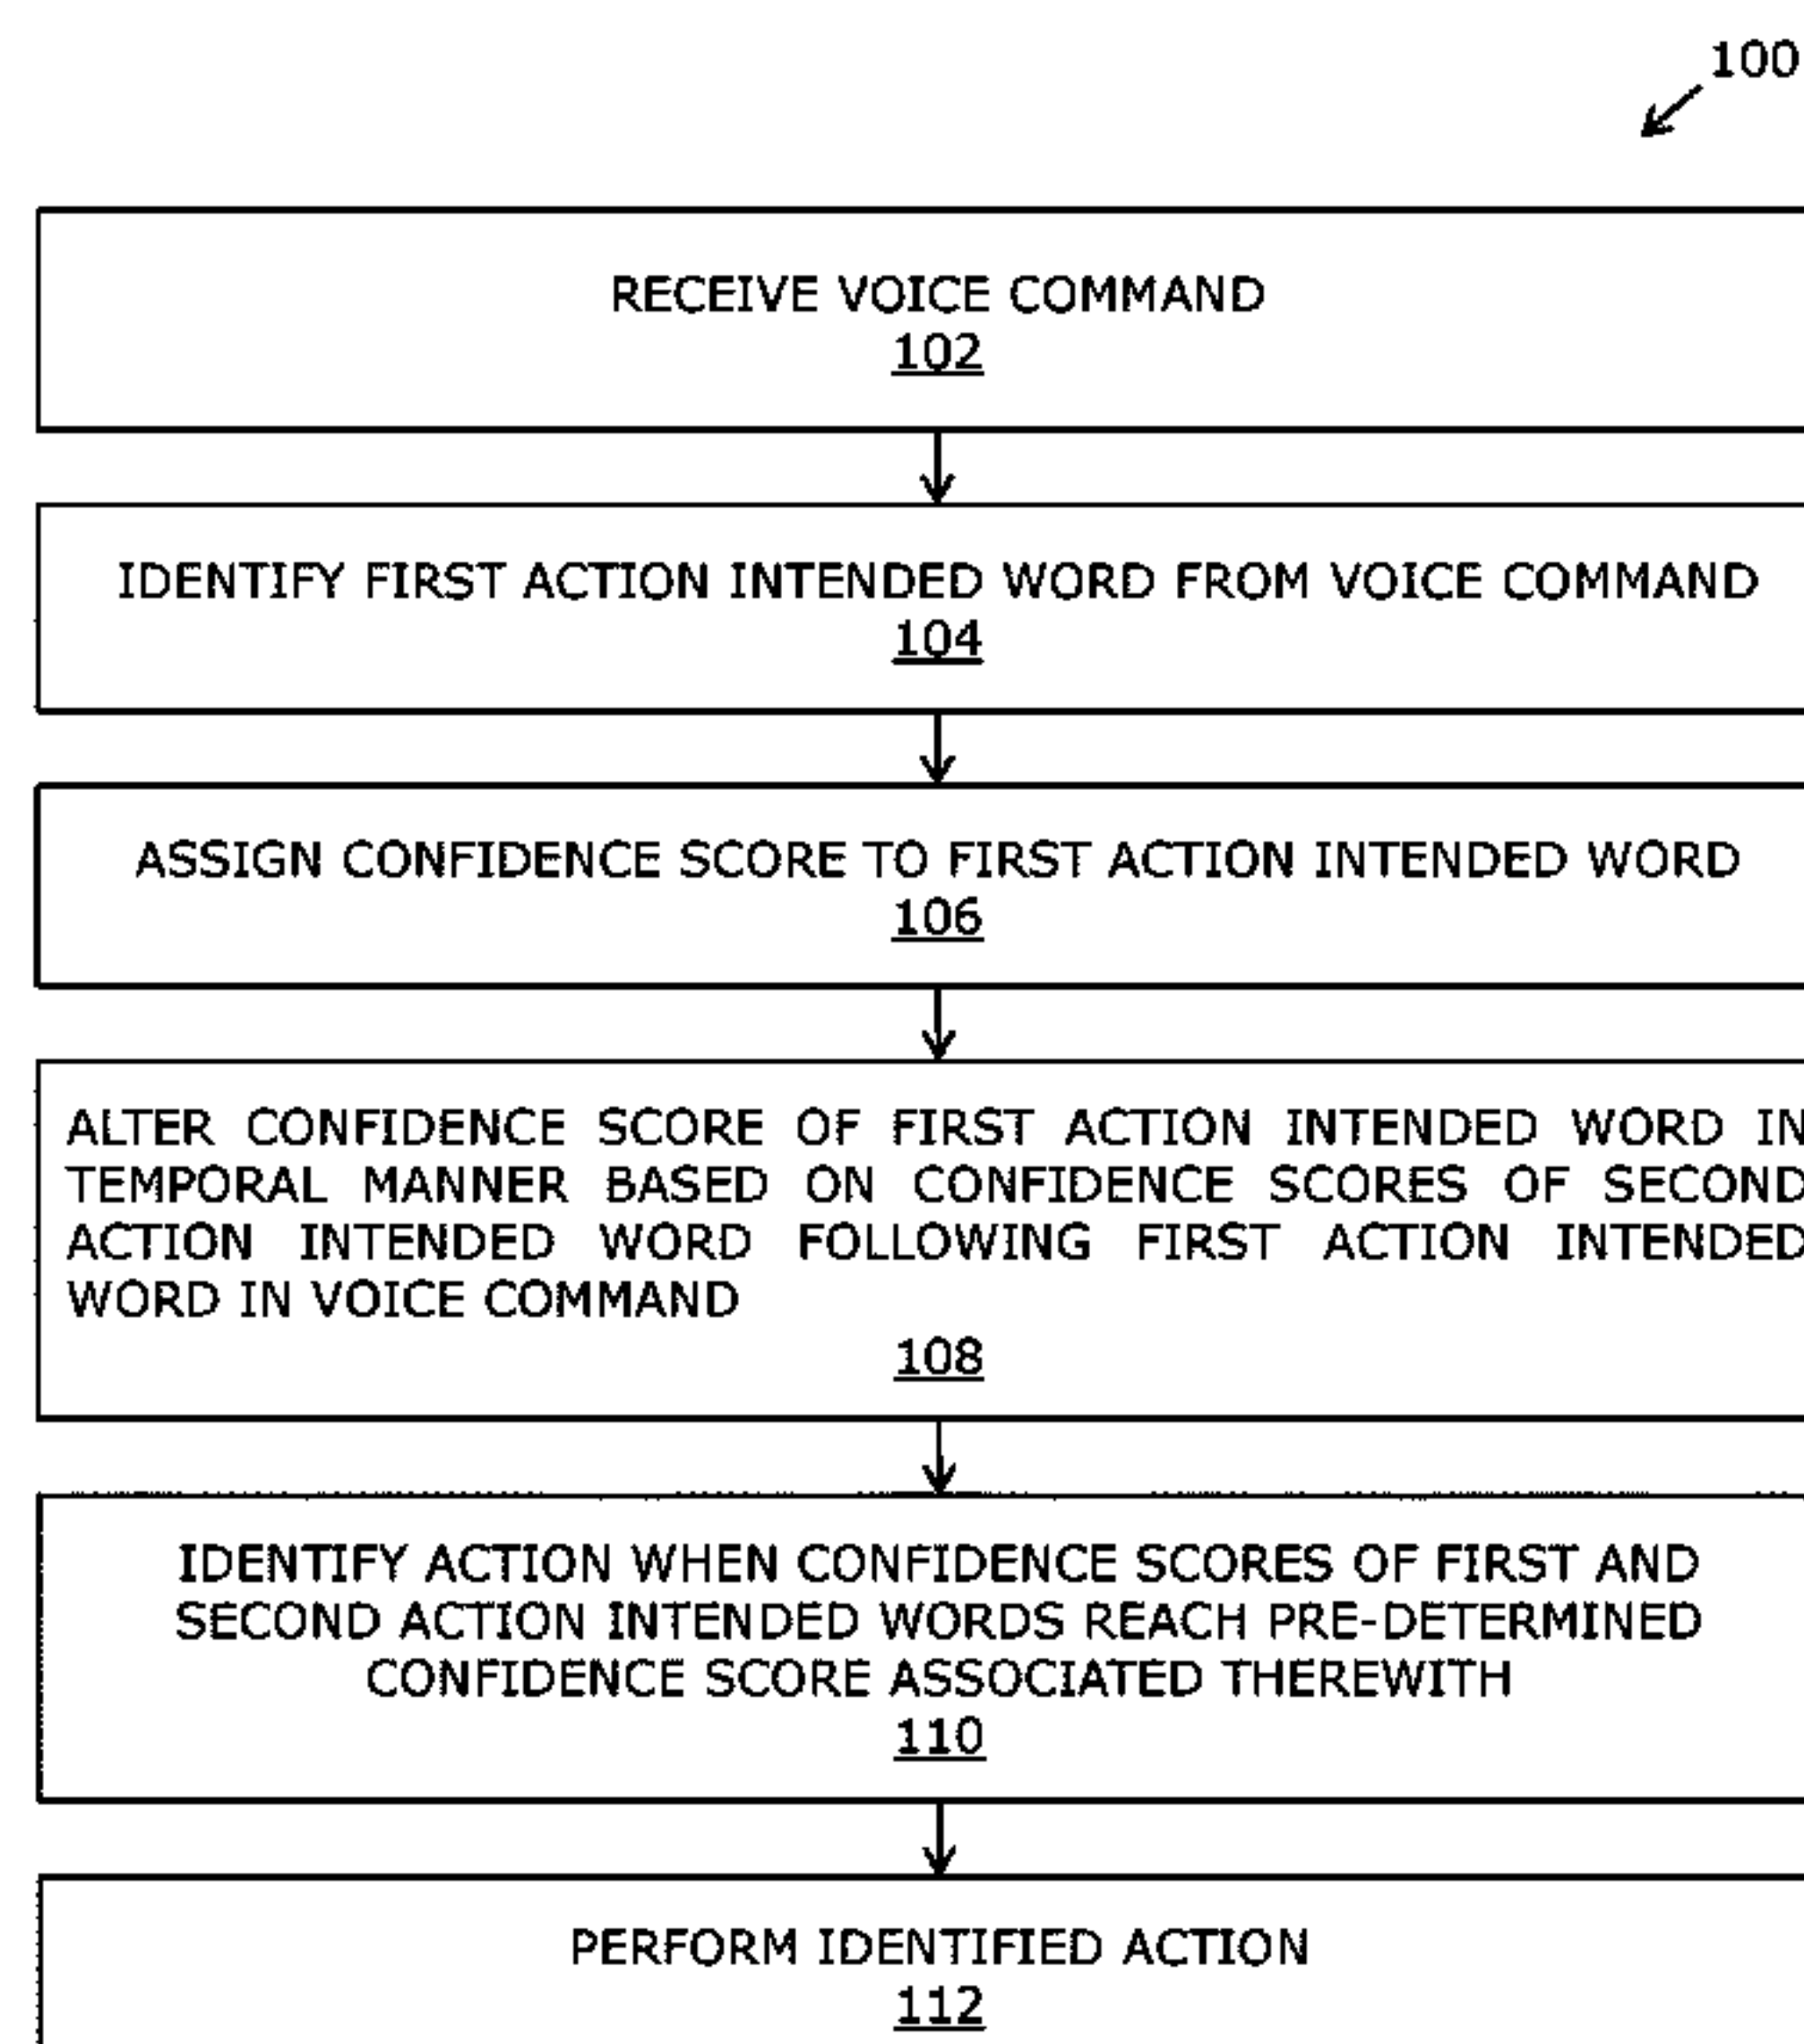 100
RECEIVE VOICE COMMAND
102
IDENTIFY FIRST ACTION INTENDED WORD FROM VOICE COMMAND
104
ASSIGN CONFIDENCE SCORE TO FIRST ACTION INTENDED WORD
106
ALTER CONFIDENCE SCORE OF FIRST ACTION INTENDED WORD IN
TEMPORAL MANNER BASED ON CONFIDENCE SCORES OF SECOND
ACTION INTENDED WORD FOLLOWING FIRST ACTION INTENDED
WORD IN VOICE COMMAND
108
IDENTIFY ACTION WHEN CONFIDENCE SCORES OF FIRST AND
SECOND ACTION INTENDED WORDS REACH PRE-DETERMINED
CONFIDENCE SCORE ASSOCIATED THEREWITH
110
PERFORM IDENTIFIED ACTION
112